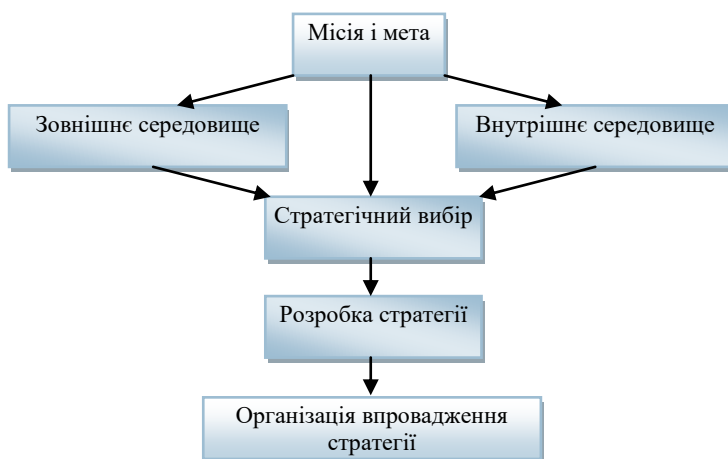 Місія і мета
Зовнішнє середовище
Внутрішнє середовище
Стратегічний вибір
Розробка стратегії
Організація впровадження
стратегії